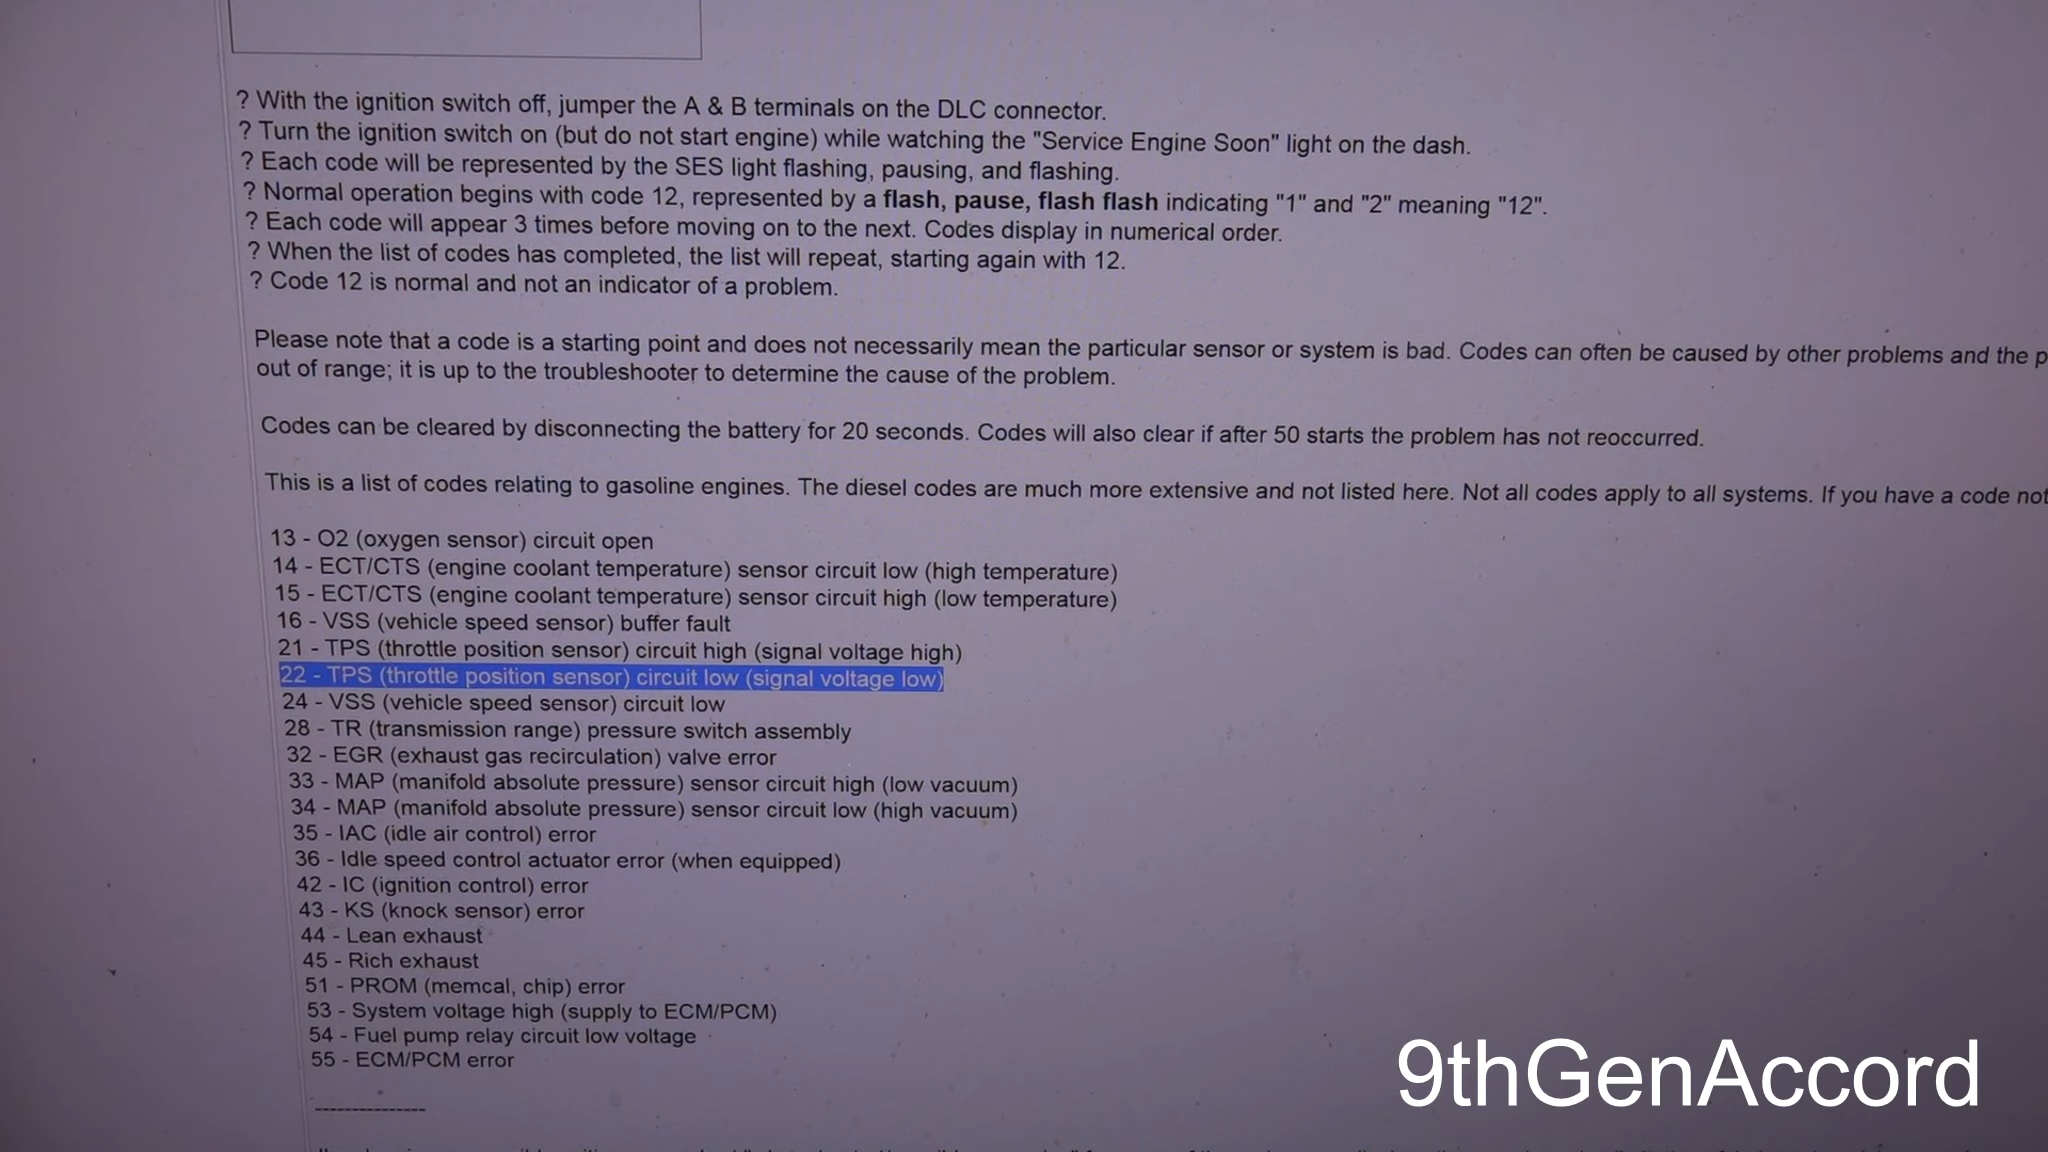 ? With the ignition switch off, jumper the A & B terminals on the DLC connector.
? Turn the ignition switch on (but do not start engine) while watching the "Service Engine Soon" light on the dash.
? Each code will be represented by the SES light flashing, pausing, and flashing.
? Normal operation begins with code 12, represented by a flash, pause, flash flash indicating "1" and "2" meaning "12".
? Each code will appear 3 times before moving on to the next. Codes display in numerical order.
? When the list of codes has completed, the list will repeat, starting again with 12.
? Code 12 is normal and not an indicator of a problem.
Please note that a code is a starting point and does not necessarily mean the particular sensor or system is bad. Codes can often be caused by other problems and the p
out of range; it is up to the troubleshooter to determine the cause of the problem.
Codes can be cleared by disconnecting the battery for 20 seconds. Codes will also clear if after 50 starts the problem has not reoccurred.
This is a list of codes relating to gasoline engines. The diesel codes are much more extensive and not listed here. Not all codes apply to all systems. If you have a code not
13 - O2 (oxygen sensor) circuit open
14 - ECT/CTS (engine coolant temperature) sensor circuit low (high temperature)
15 - ECT/CTS (engine coolant temperature) sensor circuit high (low temperature)
16 - VSS (vehicle speed sensor) buffer fault
21 - TPS (throttle position sensor) circuit high (signal voltage high)
22 - TPS (throttle position sensor) circuit low (signal voltage low)
24 - VSS (vehicle speed sensor) circuit low
28 - TR (transmission range) pressure switch assembly
32 - EGR (exhaust gas recirculation) valve error
33 - MAP (manifold absolute pressure) sensor circuit high (low vacuum)
34 - MAP (manifold absolute pressure) sensor circuit low (high vacuum)
35 - IAC (idle air control) error
36 - Idle speed control actuator error (when equipped)
42 - IC (ignition control) error
43 - KS (knock sensor) error
44 - Lean exhaust
45 - Rich exhaust
51 - PROM (memcal, chip) error
53 - System voltage high (supply to ECM/PCM)
54 - Fuel pump relay circuit low voltage
55 - ECM/PCM error
---------------
9thGenAccord